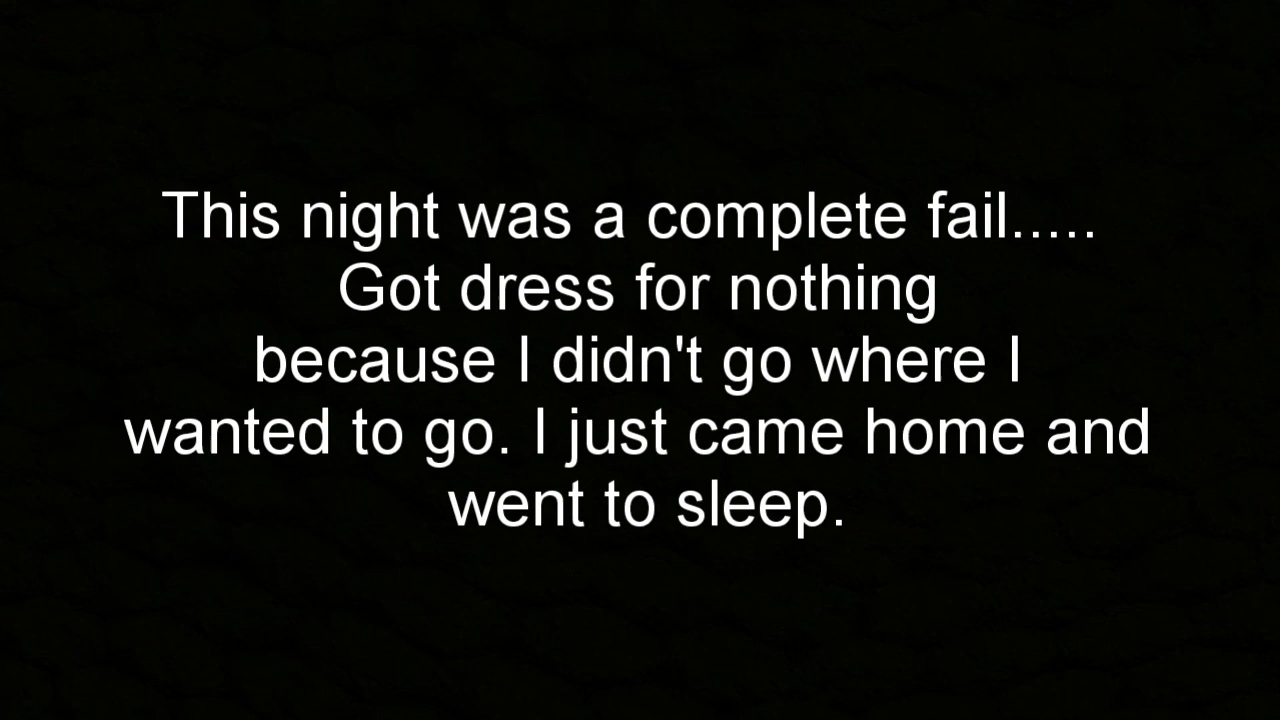 This night was a complete fail.....
Got dress for nothing
because I didn't go where I
wanted to go. I just came home and
went to sleep.